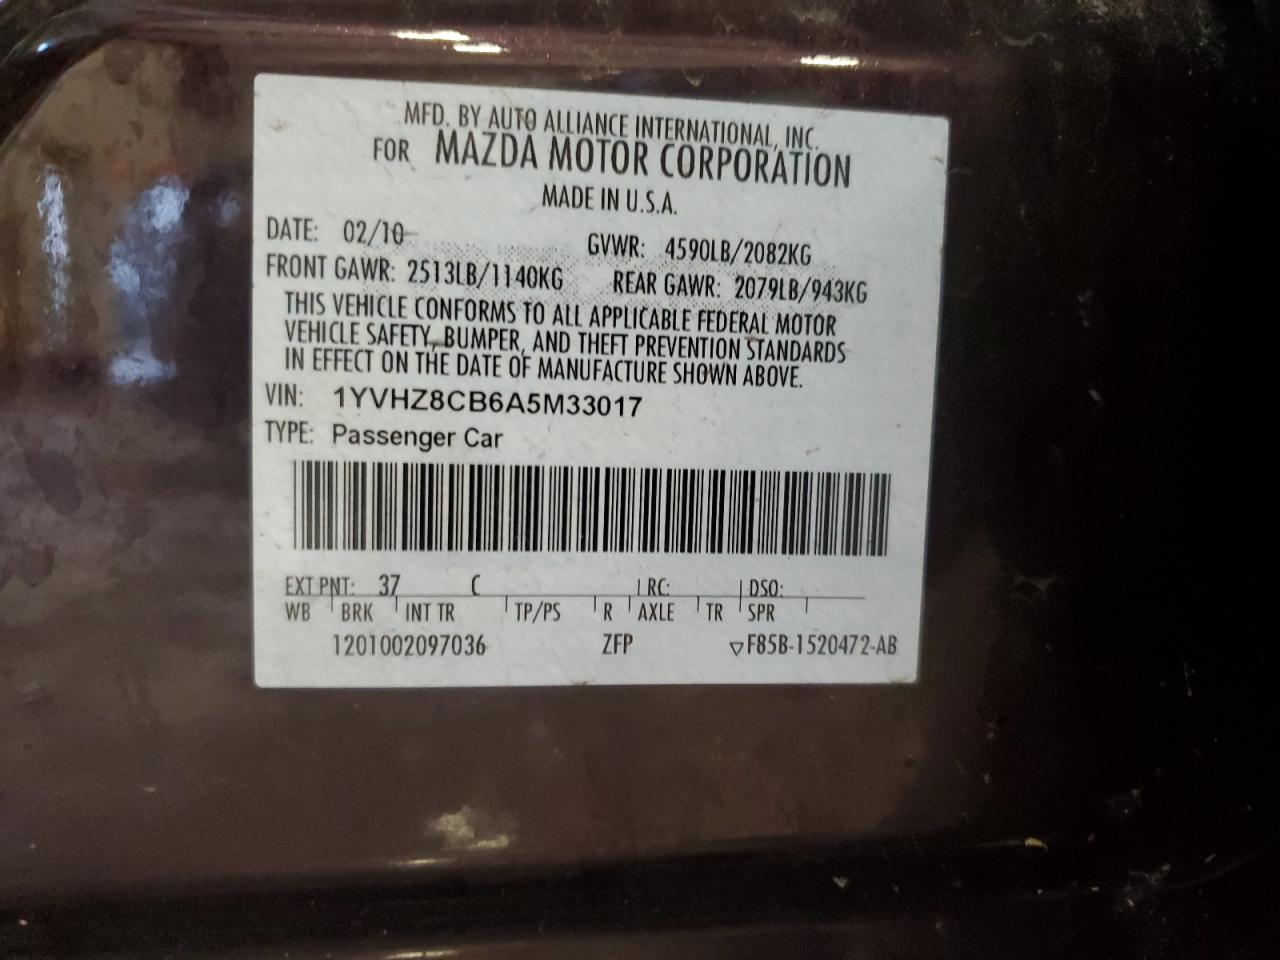 MFD. BY AUTO ALLIANCE INTERNATIONAL, INC.
FOR MAZDA MOTOR CORPORATION
MADE IN U.S.A.
DATE: 02/10 GVWR: 4590LB/2082KG
FRONT GAWR: 2513LB/1140KG REAR GAWR: 2079LB/943KG
THIS VEHICLE CONFORMS TO ALL APPLICABLE FEDERAL MOTOR
VEHICLE SAFETY, BUMPER, AND THEFT PREVENTION STANDARDS
IN EFFECT ON THE DATE OF MANUFACTURE SHOWN ABOVE.
VIN: 1YVHZ8CB6A5M33017
TYPE: Passenger Car
EXT PNT: 37 C RC: DSO:
WB BRK INT TR TP/PS R AXLE TR SPR
1201002097036 ZFP ▽F85B-1520472-AB